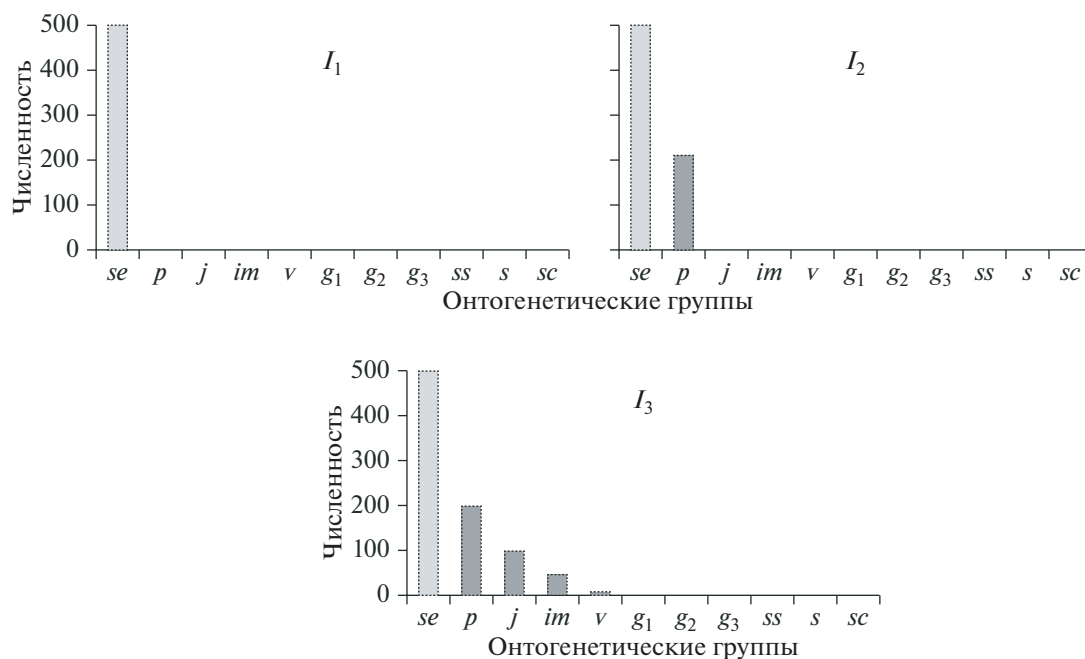 500
400
300
200
100
0
Численность
I₁
se p j im v g₁ g₂ g₃ ss s sc
I₂
se p j im v g₁ g₂ g₃ ss s sc
Онтогенетические группы
500
400
300
200
100
0
Численность
I₃
se p j im v g₁ g₂ g₃ ss s sc
Онтогенетические группы